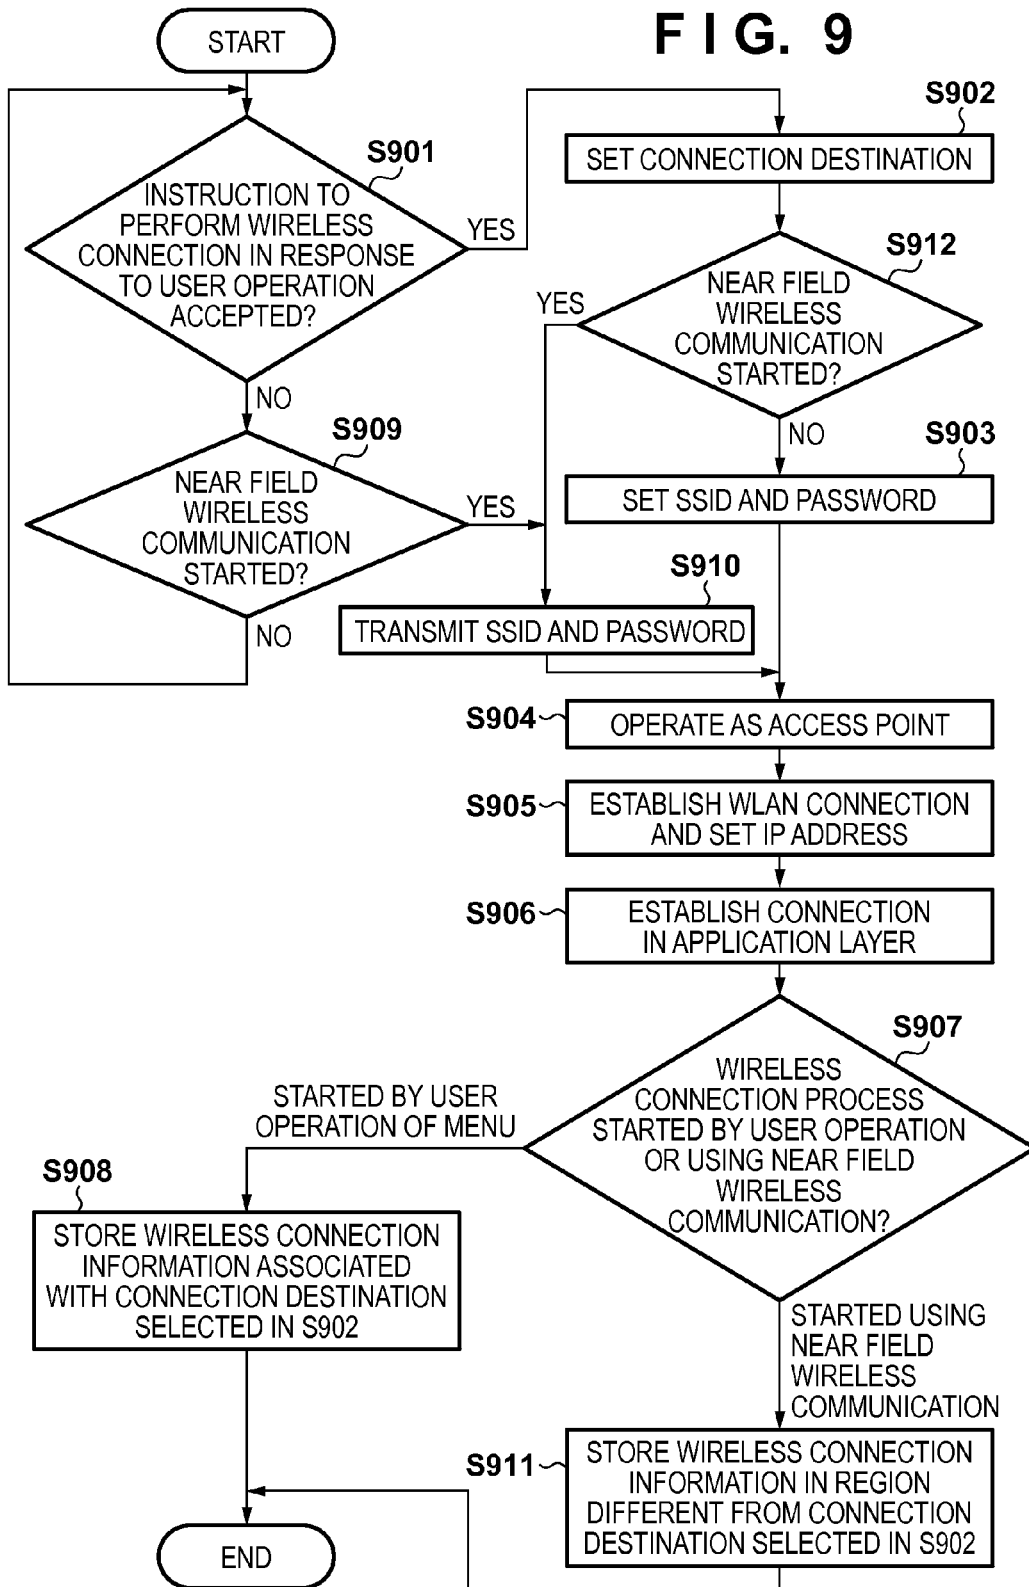 FIG. 9
START
S901
INSTRUCTION TO
PERFORM WIRELESS
CONNECTION IN RESPONSE
TO USER OPERATION
ACCEPTED?
YES
NO
S902
SET CONNECTION DESTINATION
S912
NEAR FIELD
WIRELESS
COMMUNICATION
STARTED?
YES
NO
S909
NEAR FIELD
WIRELESS
COMMUNICATION
STARTED?
YES
NO
S903
SET SSID AND PASSWORD
S910
TRANSMIT SSID AND PASSWORD
S904
OPERATE AS ACCESS POINT
S905
ESTABLISH WLAN CONNECTION
AND SET IP ADDRESS
S906
ESTABLISH CONNECTION
IN APPLICATION LAYER
S907
WIRELESS
CONNECTION PROCESS
STARTED BY USER OPERATION
OR USING NEAR FIELD
WIRELESS
COMMUNICATION?
STARTED BY USER
OPERATION OF MENU
S908
STORE WIRELESS CONNECTION
INFORMATION ASSOCIATED
WITH CONNECTION DESTINATION
SELECTED IN S902
STARTED USING
NEAR FIELD
WIRELESS
COMMUNICATION
S911
STORE WIRELESS CONNECTION
INFORMATION IN REGION
DIFFERENT FROM CONNECTION
DESTINATION SELECTED IN S902
END